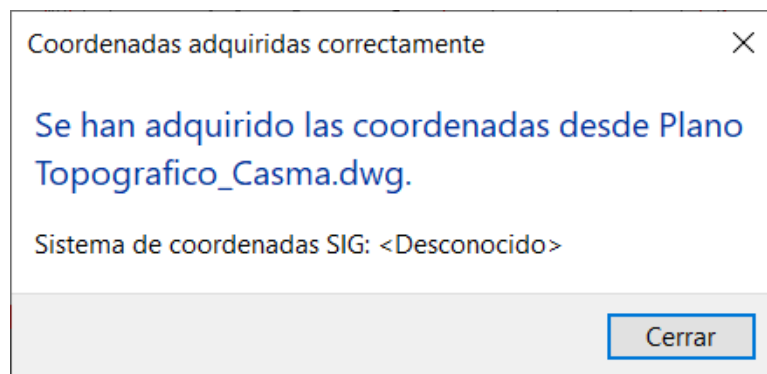 Coordenadas adquiridas correctamente
Se han adquirido las coordenadas desde Plano
Topografico_Casma.dwg.
Sistema de coordenadas SIG: <Desconocido>
Cerrar